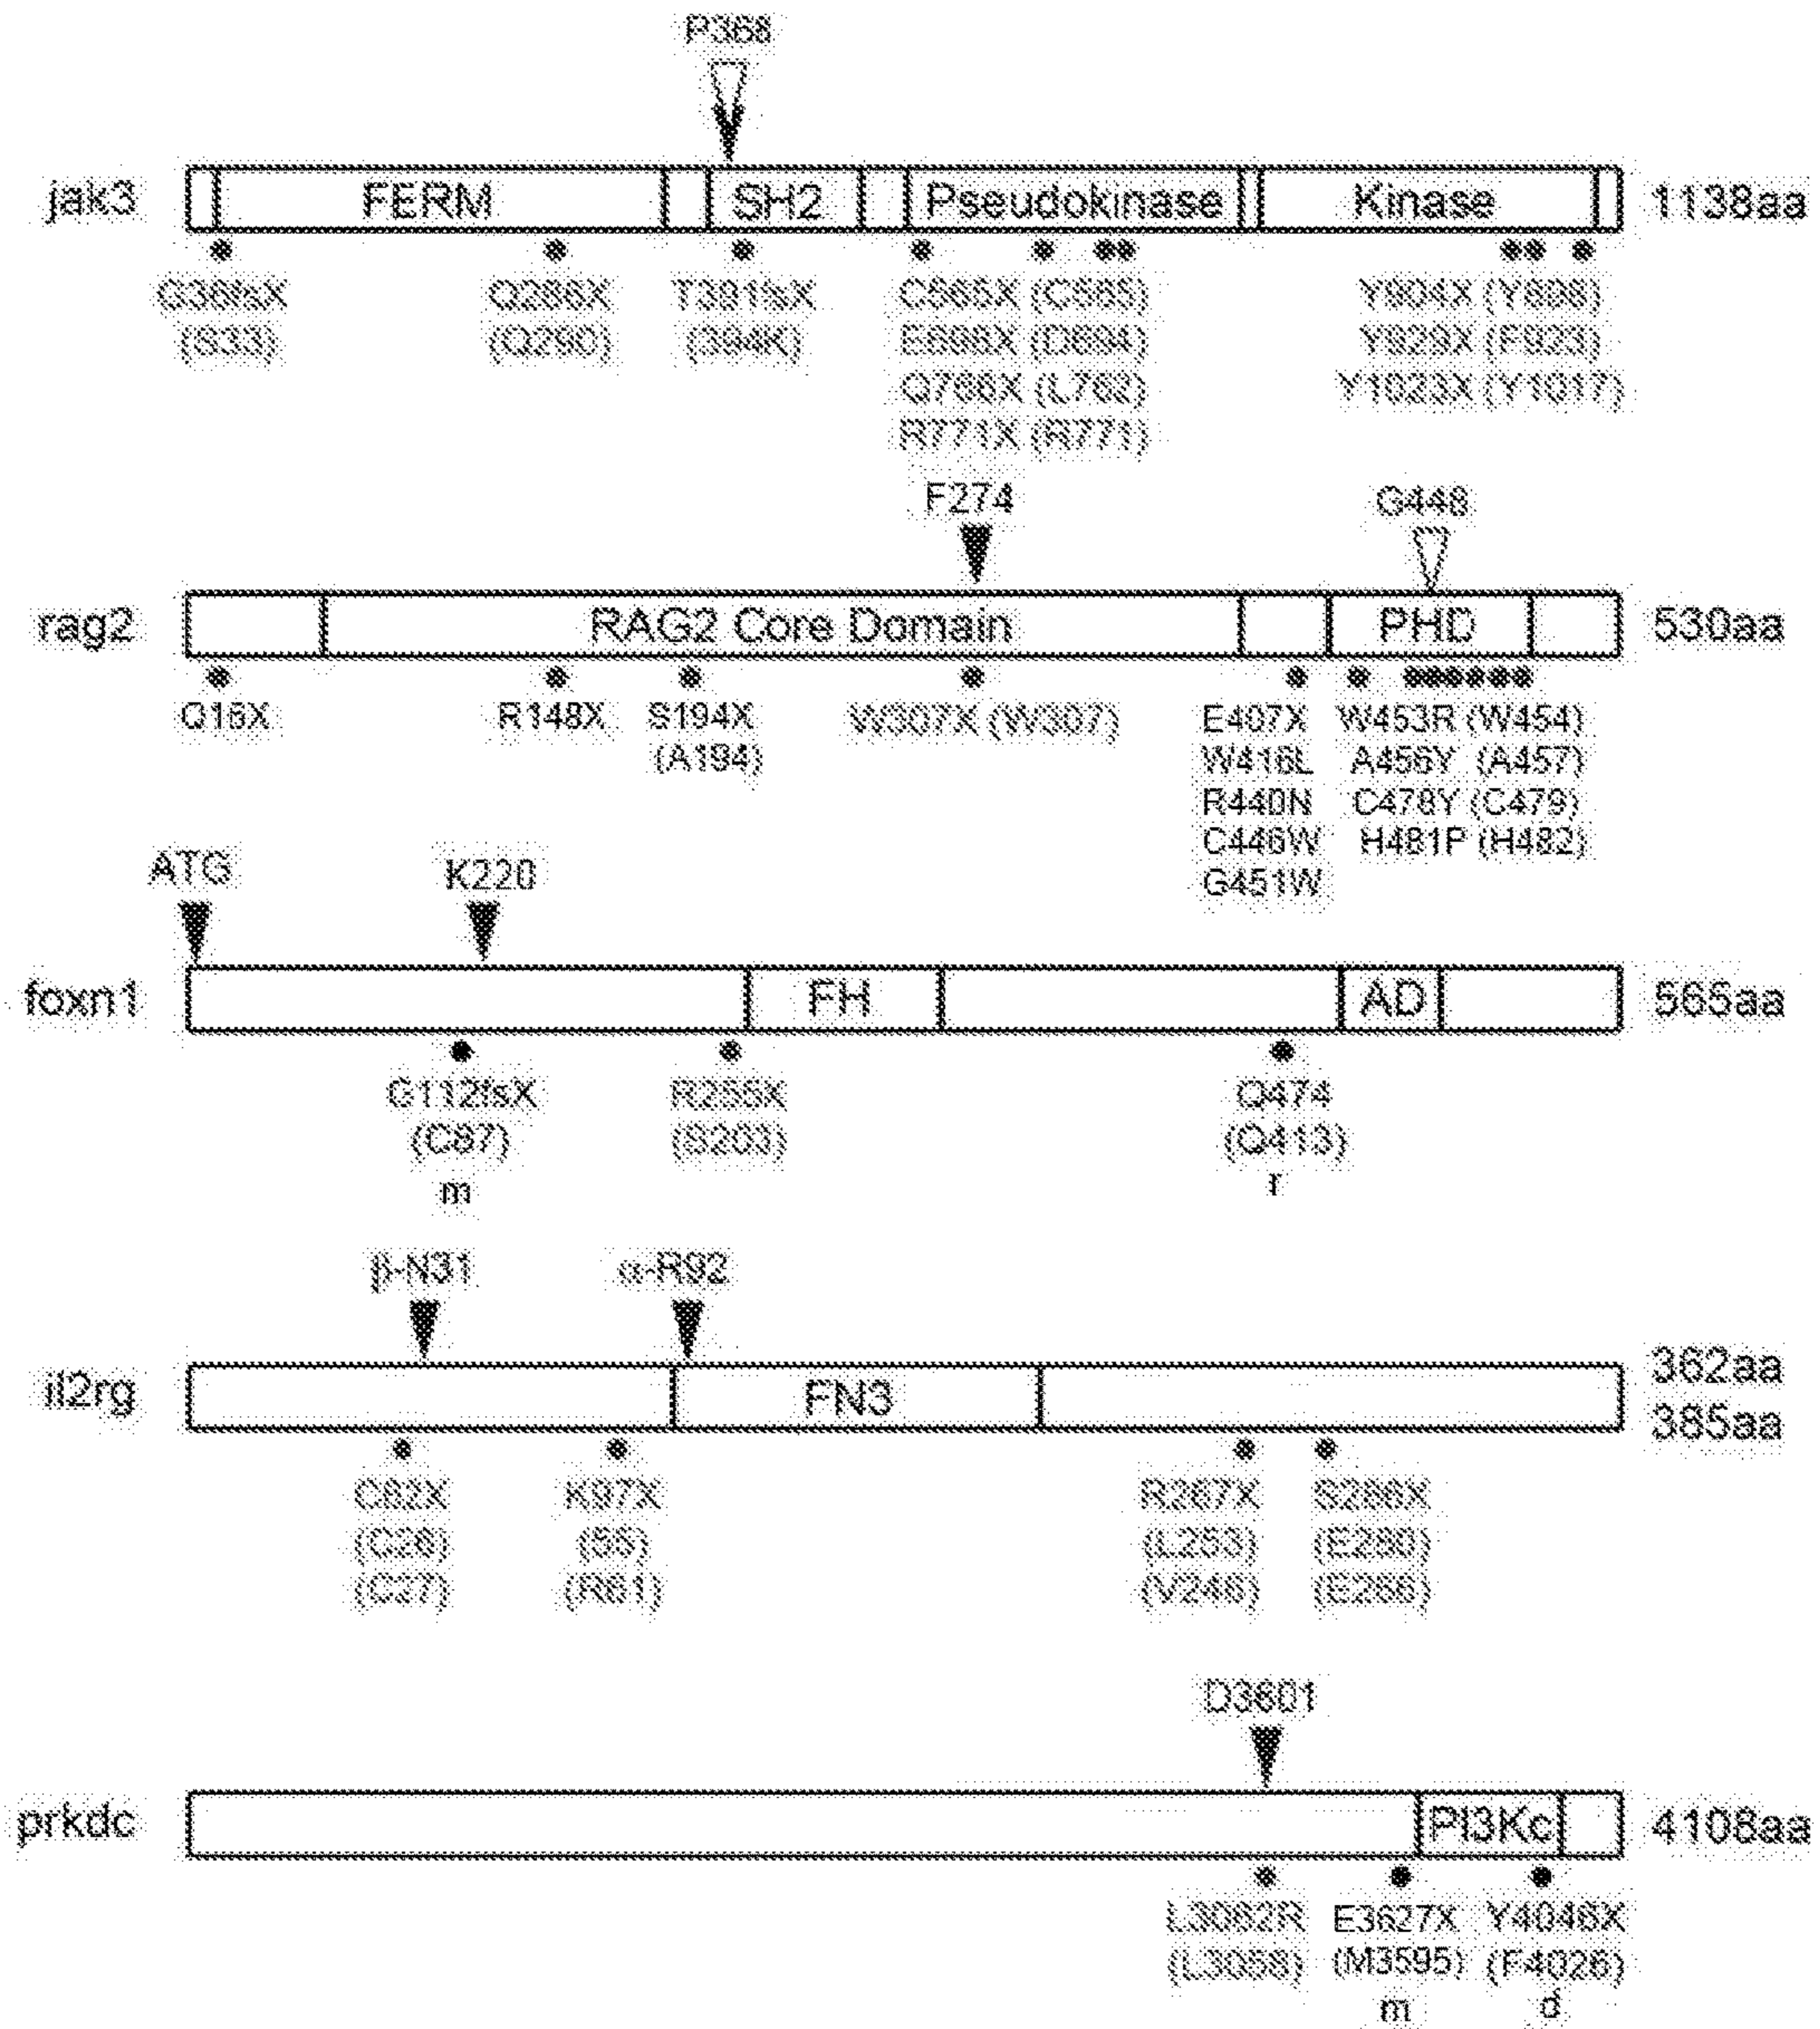 P368
jak3
FERM
SH2
Pseudokinase
Kinase
1138aa
G36fsX
(S33)
Q286X
(Q290)
T391fsX
(394K)
C565X (C565)
E698X (D694)
Q766X (L762)
R771X (R771)
Y904X (Y898)
Y929X (F923)
Y1023X (Y1017)
F274
G448
rag2
RAG2 Core Domain
PHD
530aa
Q16X
R148X
S194X
(A194)
W307X (W307)
E407X
W416L
R440N
C446W
G451W
W453R (W454)
A456Y (A457)
C478Y (C479)
H481P (H482)
ATG
K220
foxn1
FH
AD
565aa
G112fsX
(C87)
m
R255X
(S203)
Q474
(Q413)
r
β-N31
α-R92
il2rg
FN3
362aa
385aa
C62X
(C26)
(C27)
K97X
(55)
(R61)
R267X
(L253)
(V246)
S286X
(E280)
(E266)
D3601
prkdc
PI3Kc
4108aa
L3062R
(L3058)
E3627X
(M3595)
m
Y4046X
(F4026)
d